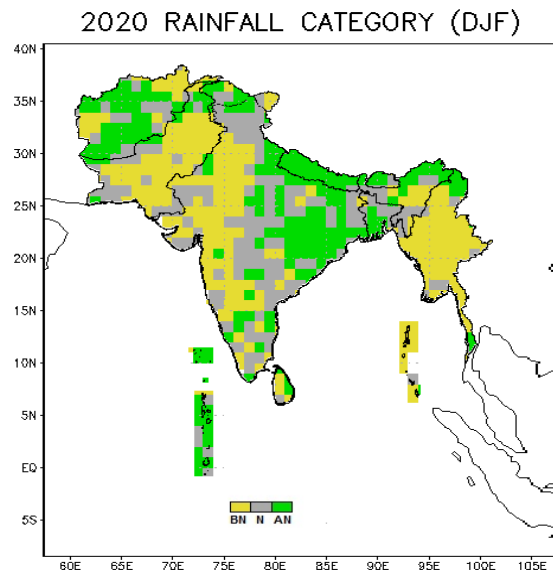 2020 RAINFALL CATEGORY (DJF)
40N
35N
30N
25N
20N
15N
10N
5N
EQ
5S
BN N AN
60E 65E 70E 75E 80E 85E 90E 95E 100E 105E